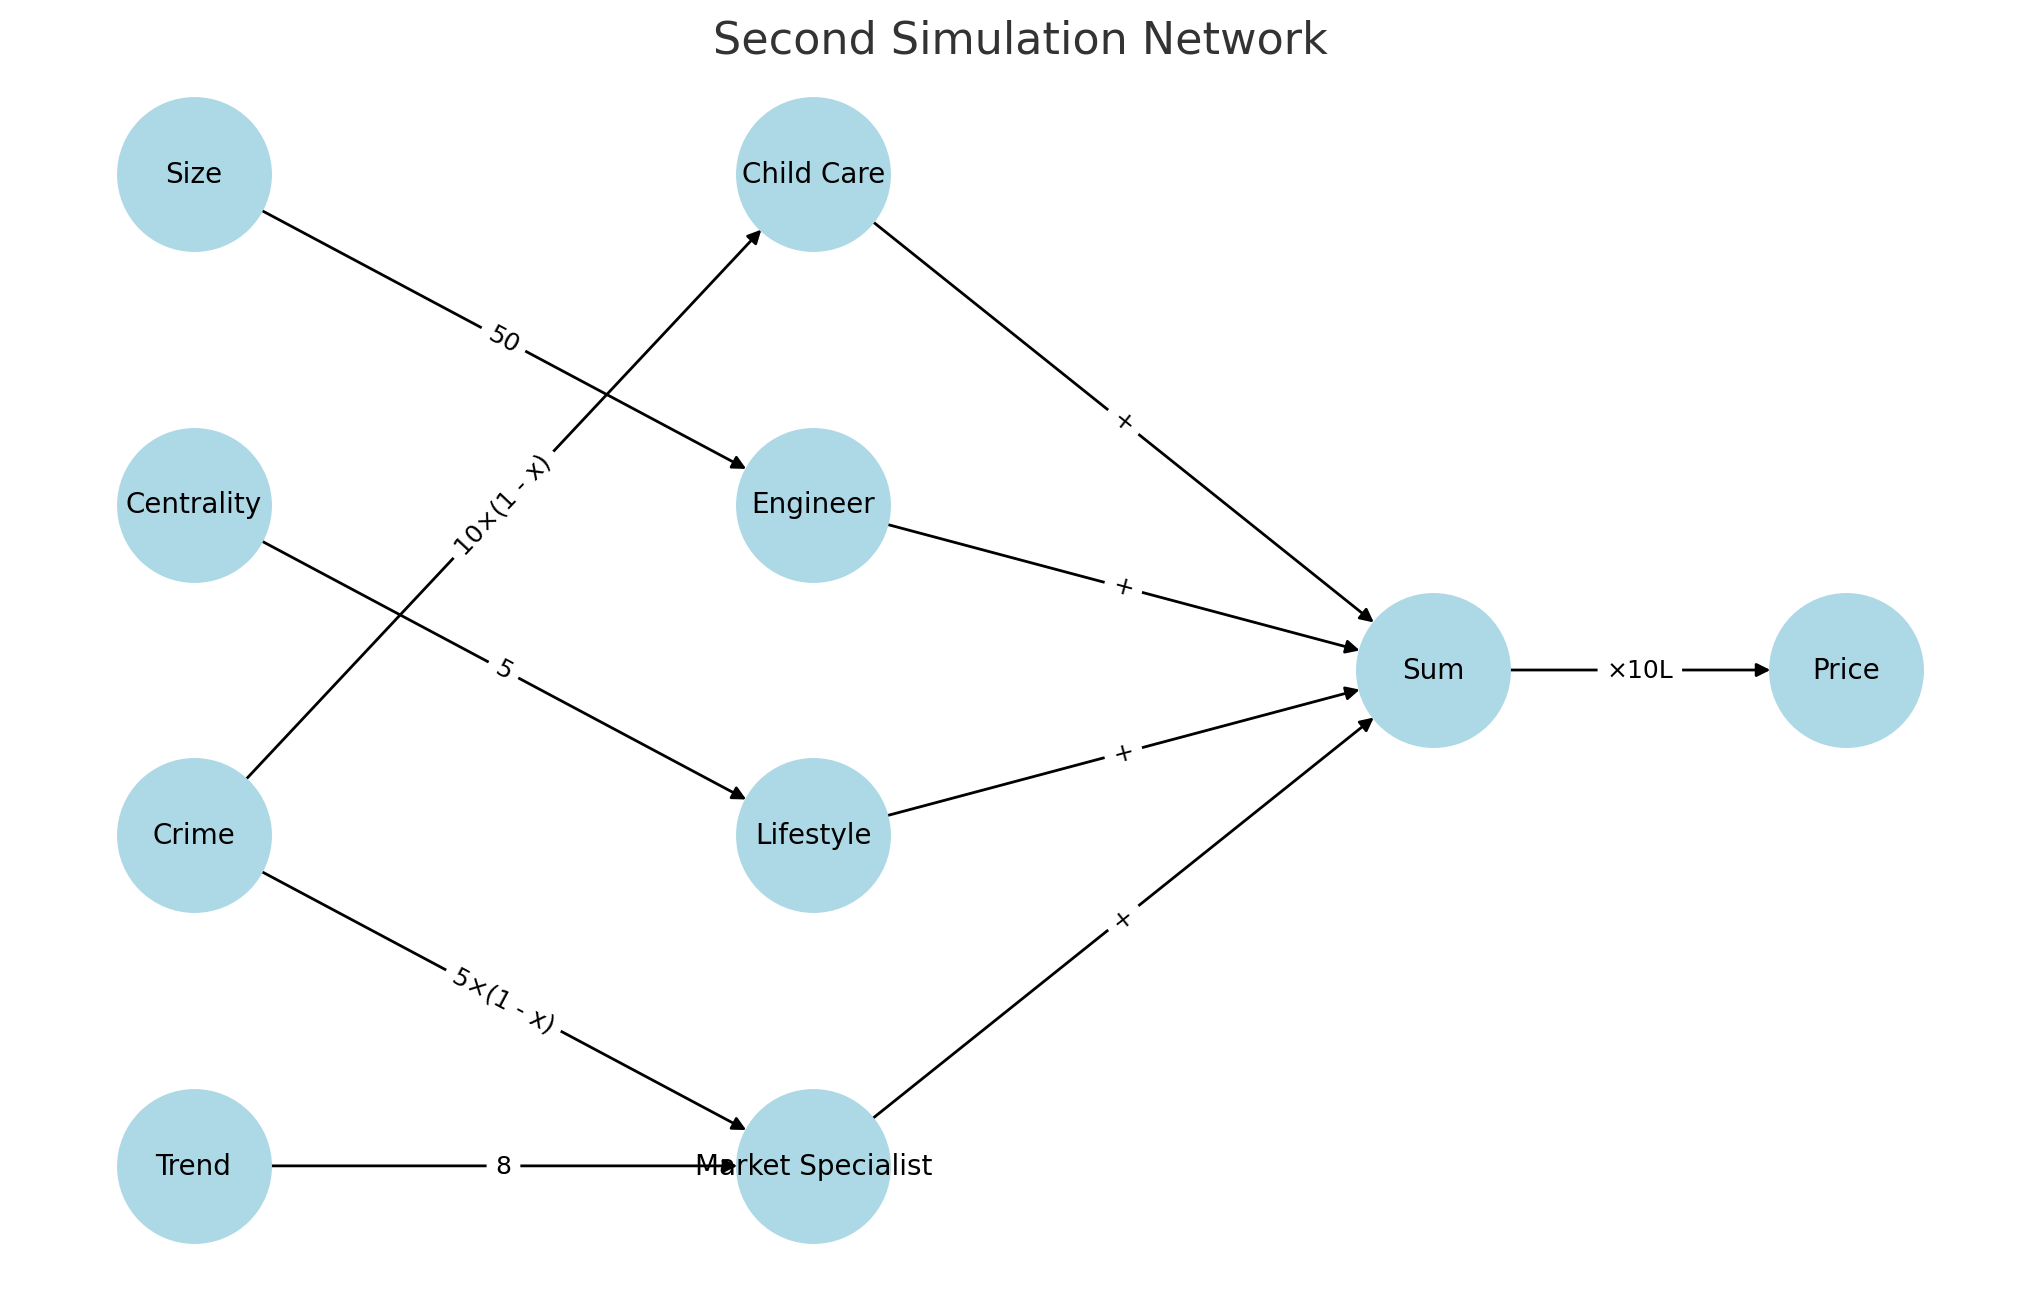 Second Simulation Network
Size
Child Care
50
+
10×(1 - x)
Centrality
Engineer
+
5
Sum
×10L
Price
+
Crime
Lifestyle
+
5×(1 - x)
Trend
8
Market Specialist